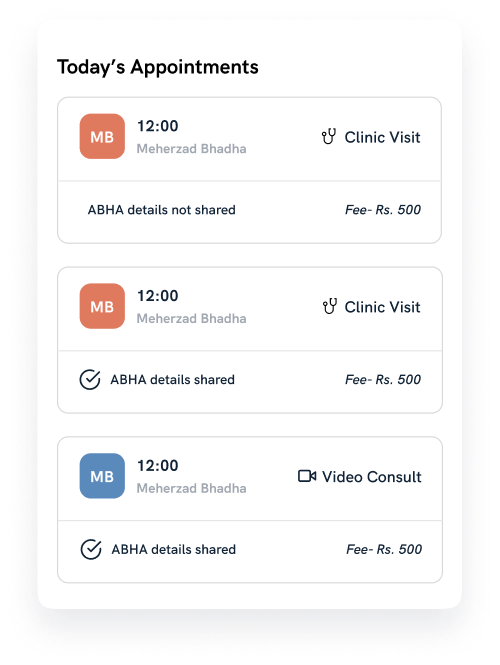 Today’s Appointments
MB
12:00
Meherzad Bhadha
Clinic Visit
ABHA details not shared
Fee- Rs. 500
MB
12:00
Meherzad Bhadha
Clinic Visit
ABHA details shared
Fee- Rs. 500
MB
12:00
Meherzad Bhadha
Video Consult
ABHA details shared
Fee- Rs. 500